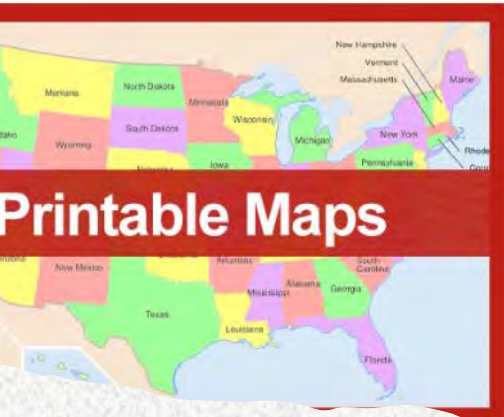 New Hampshire
Vermont
Massachusetts
Maine
Montana
North Dakota
Minnesota
Wisconsin
Idaho
Wyoming
South Dakota
Michigan
New York
Rhode
Iowa
Pennsylvania
Printable Maps
New Mexico
Arkansas
South
Carolina
Mississippi
Alabama
Georgia
Texas
Louisiana
Florida